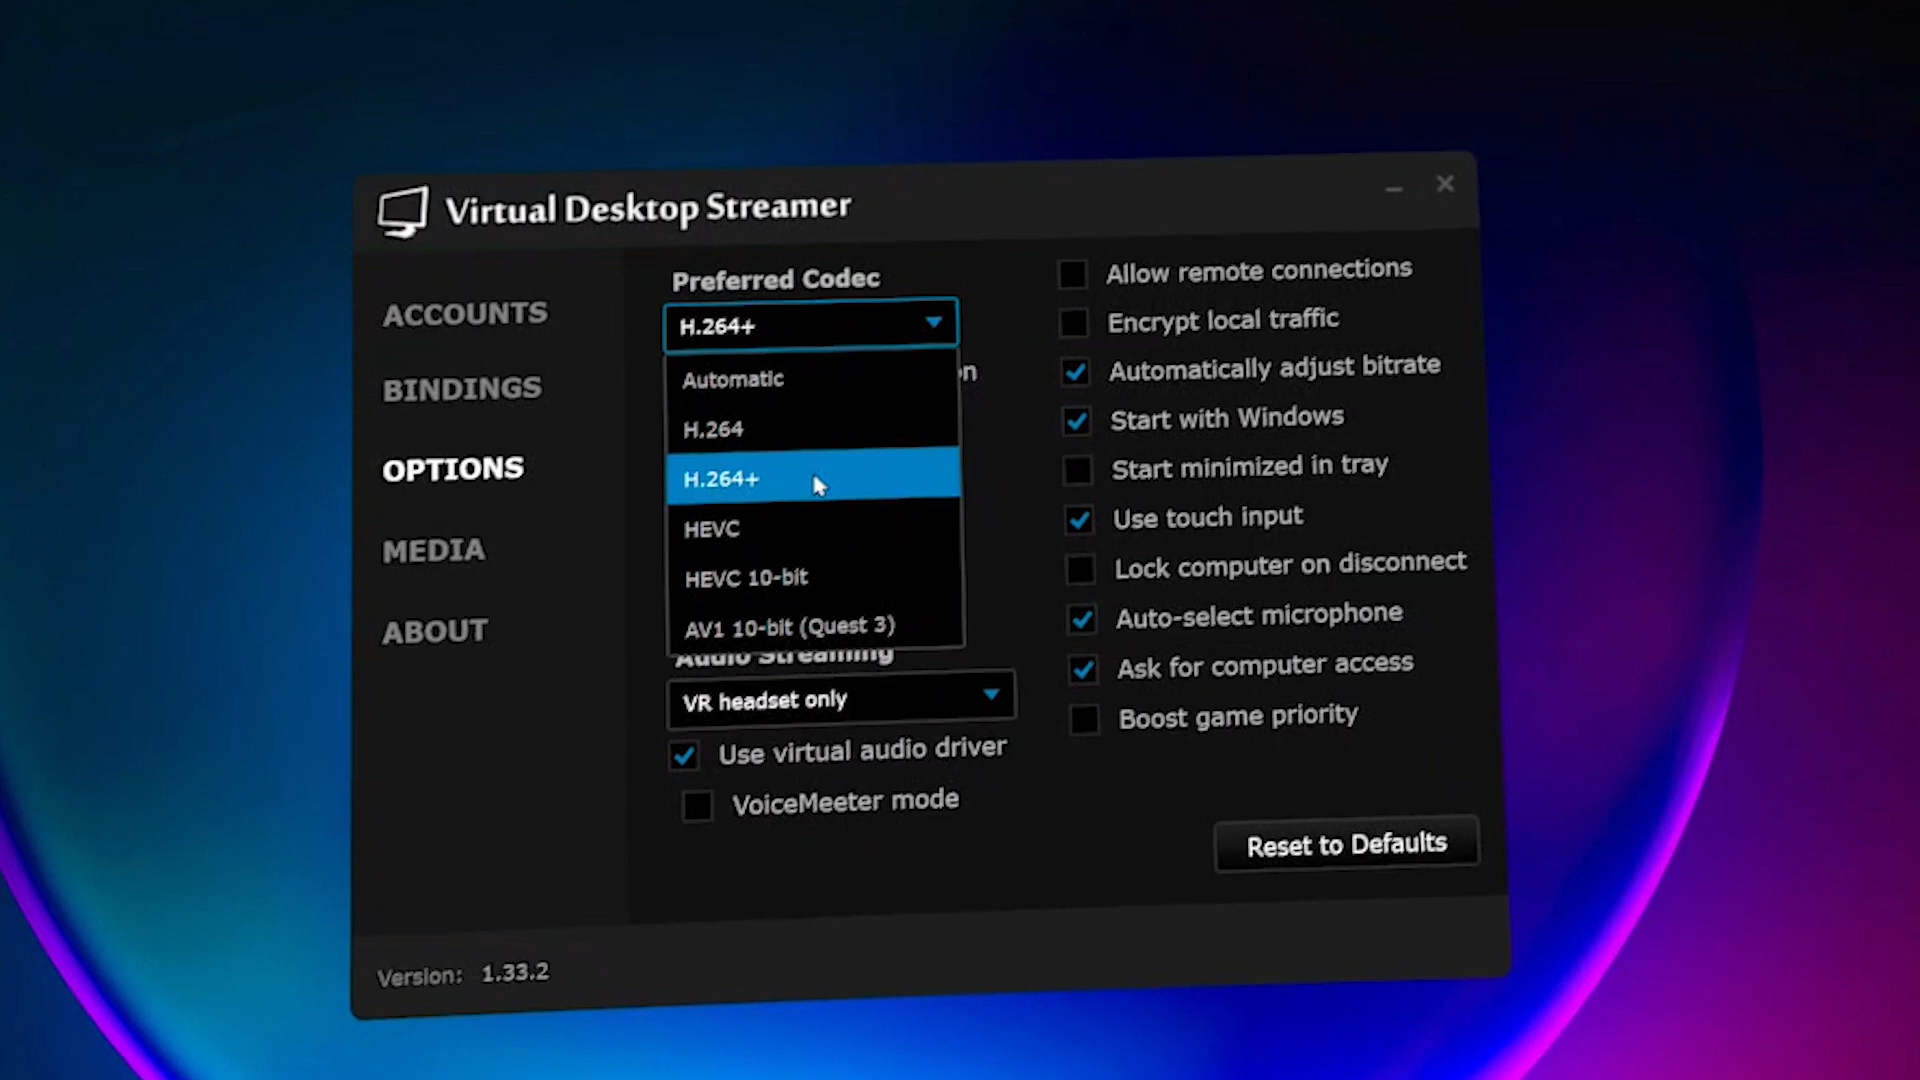 Virtual Desktop Streamer
ACCOUNTS
BINDINGS
OPTIONS
MEDIA
ABOUT
Preferred Codec
H.264+
Automatic
H.264
H.264+
HEVC
HEVC 10-bit
AV1 10-bit (Quest 3)
Audio Streaming
VR headset only
Use virtual audio driver
VoiceMeeter mode
Allow remote connections
Encrypt local traffic
Automatically adjust bitrate
Start with Windows
Start minimized in tray
Use touch input
Lock computer on disconnect
Auto-select microphone
Ask for computer access
Boost game priority
Reset to Defaults
Version: 1.33.2